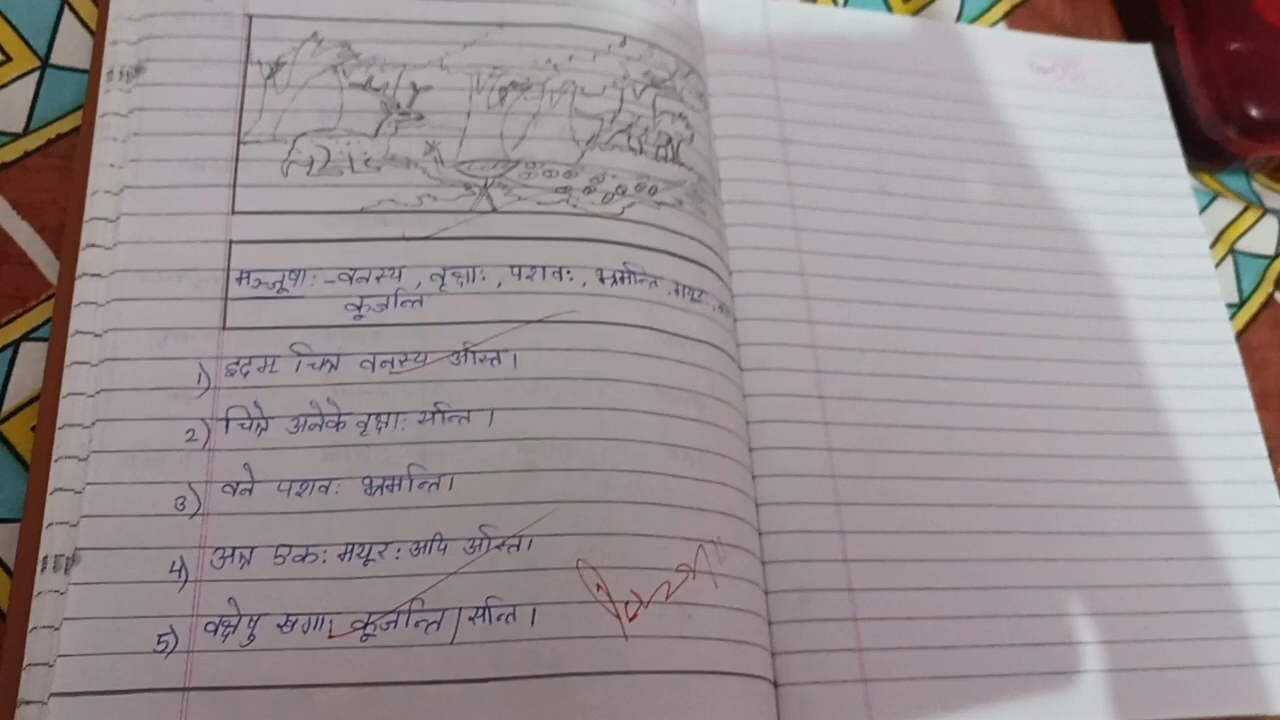 मञ्जूषा :- वनस्य, वृक्षाः, पशवः, भ्रमन्ति, मयूरः,
कूजन्ति
1) इदम चित्रं वनस्य अस्ति।
2) चित्रे अनेके वृक्षाः सन्ति।
3) वने पशवः भ्रमन्ति।
4) अत्र एकः मयूरः अपि अस्ति।
5) वक्षेषु खगा कूजन्ति/सन्ति।